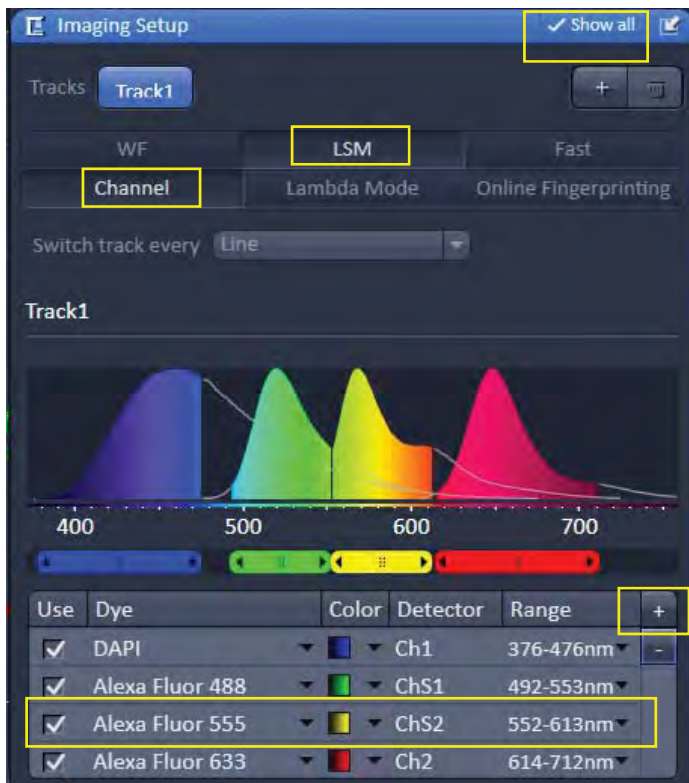 Imaging Setup ✓ Show all
Tracks Track1 +
WF LSM Fast
Channel Lambda Mode Online Fingerprinting
Switch track every Line
Track1
400 500 600 700
Use Dye Color Detector Range +
DAPI Ch1 376-476nm -
Alexa Fluor 488 ChS1 492-553nm
Alexa Fluor 555 ChS2 552-613nm
Alexa Fluor 633 Ch2 614-712nm